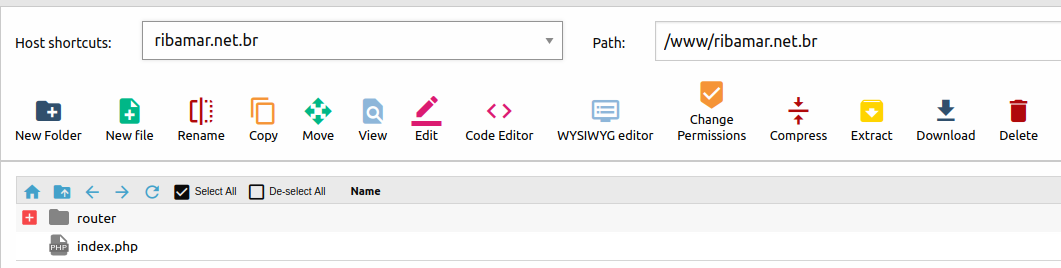 Host shortcuts: ribamar.net.br Path: /www/ribamar.net.br
New Folder New file Rename Copy Move View Edit Code Editor WYSIWYG editor Change Permissions Compress Extract Download Delete
Select All De-select All Name
router
PHP index.php